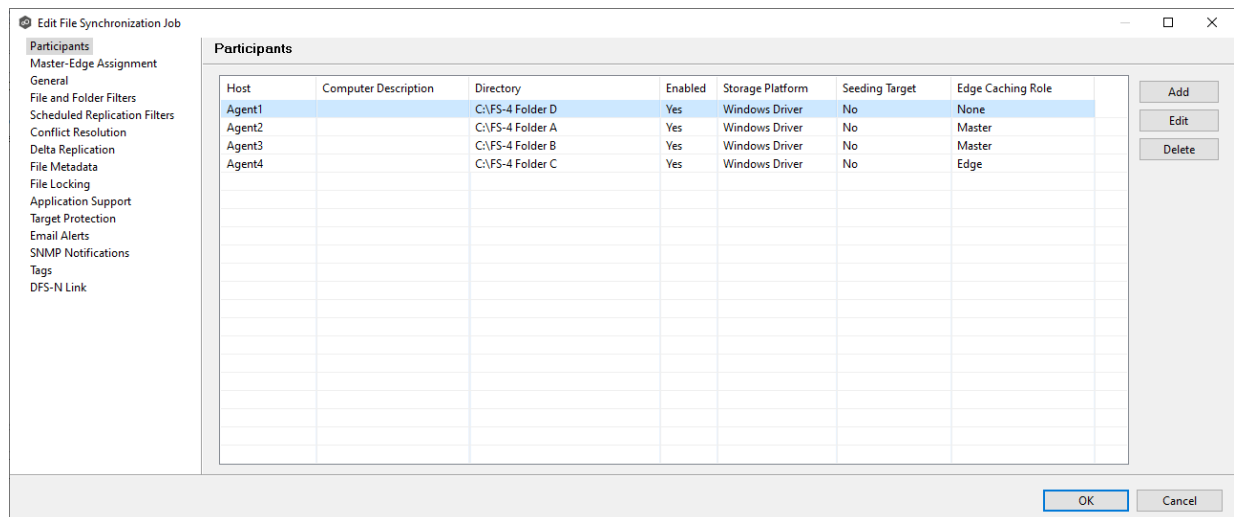 Edit File Synchronization Job
Participants
Master-Edge Assignment
General
File and Folder Filters
Scheduled Replication Filters
Conflict Resolution
Delta Replication
File Metadata
File Locking
Application Support
Target Protection
Email Alerts
SNMP Notifications
Tags
DFS-N Link
Participants
Host Computer Description Directory Enabled Storage Platform Seeding Target Edge Caching Role
Agent1 C:\FS-4 Folder D Yes Windows Driver No None
Agent2 C:\FS-4 Folder A Yes Windows Driver No Master
Agent3 C:\FS-4 Folder B Yes Windows Driver No Master
Agent4 C:\FS-4 Folder C Yes Windows Driver No Edge
Add
Edit
Delete
OK Cancel